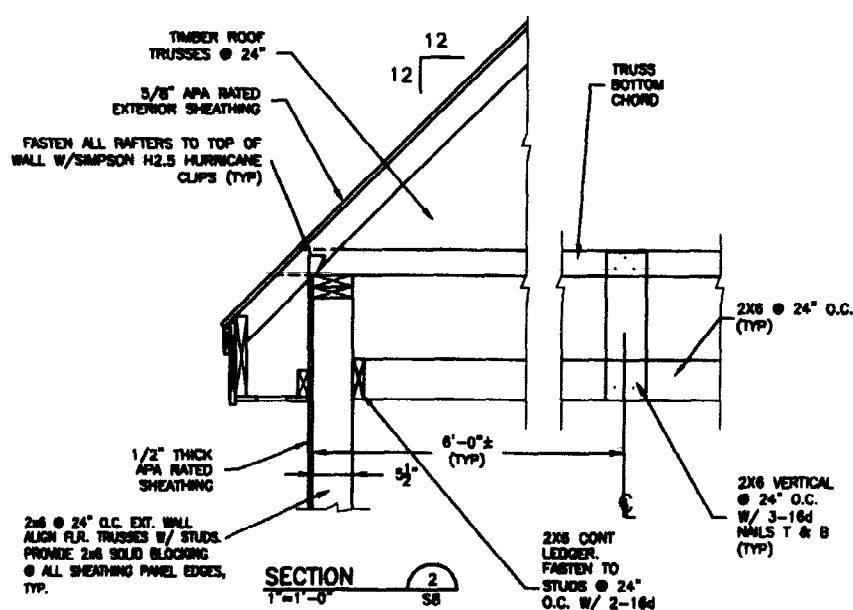 TIMBER ROOF
TRUSSES @ 24"
5/8" APA RATED
EXTERIOR SHEATHING
FASTEN ALL RAFTERS TO TOP OF
WALL W/SIMPSON H2.5 HURRICANE
CLIPS (TYP)
12
12
TRUSS
BOTTOM
CHORD
2X6 @ 24" O.C.
(TYP)
6'-0"±
(TYP)
5½"
1/2" THICK
APA RATED
SHEATHING
2x6 @ 24" O.C. EXT. WALL
ALIGN FLR. TRUSSES W/ STUDS.
PROVIDE 2x6 SOLID BLOCKING
@ ALL SHEATHING PANEL EDGES,
TYP.
2X6 VERTICAL
@ 24" O.C.
W/ 3-16d
NAILS T & B
(TYP)
2X6 CONT
LEDGER.
FASTEN TO
STUDS @ 24"
O.C. W/ 2-16d
℄
SECTION
1"=1'-0"
2
S8